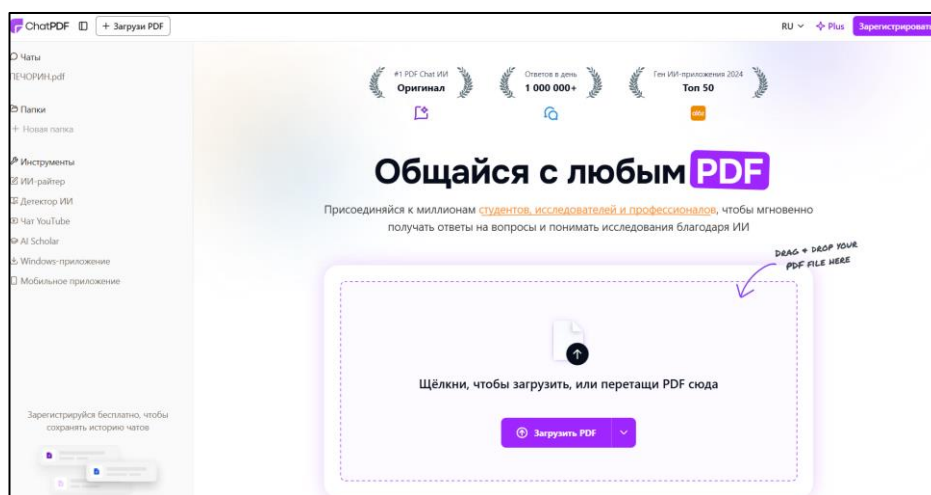 ChatPDF
+ Загрузи PDF
RU
Plus
Зарегистрировать
Чаты
ПЕЧОРИН.pdf
Папки
+ Новая папка
Инструменты
ИИ-райтер
Детектор ИИ
Чат YouTube
AI Scholar
Windows-приложение
Мобильное приложение
Зарегистрируйся бесплатно, чтобы
сохранять историю чатов
#1 PDF Chat ИИ
Оригинал
Ответов в день
1 000 000+
Ген ИИ-приложения 2024
Топ 50
a16z
Общайся с любым PDF
Присоединяйся к миллионам студентов, исследователей и профессионалов, чтобы мгновенно
получать ответы на вопросы и понимать исследования благодаря ИИ
DRAG + DROP YOUR
PDF FILE HERE
Щёлкни, чтобы загрузить, или перетащи PDF сюда
Загрузить PDF